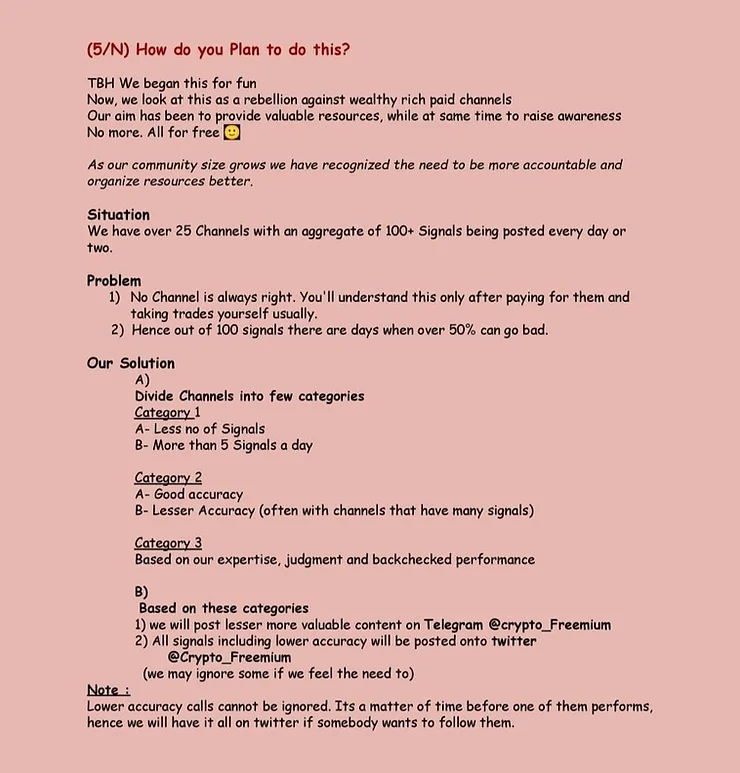 (5/N) How do you Plan to do this?
TBH We began this for fun
Now, we look at this as a rebellion against wealthy rich paid channels
Our aim has been to provide valuable resources, while at same time to raise awareness
No more. All for free 🙂
As our community size grows we have recognized the need to be more accountable and
organize resources better.
Situation
We have over 25 Channels with an aggregate of 100+ Signals being posted every day or
two.
Problem
1) No Channel is always right. You'll understand this only after paying for them and
taking trades yourself usually.
2) Hence out of 100 signals there are days when over 50% can go bad.
Our Solution
A)
Divide Channels into few categories
Category 1
A- Less no of Signals
B- More than 5 Signals a day
Category 2
A- Good accuracy
B- Lesser Accuracy (often with channels that have many signals)
Category 3
Based on our expertise, judgment and backchecked performance
B)
Based on these categories
1) we will post lesser more valuable content on Telegram @crypto_Freemium
2) All signals including lower accuracy will be posted onto twitter
@Crypto_Freemium
(we may ignore some if we feel the need to)
Note :
Lower accuracy calls cannot be ignored. Its a matter of time before one of them performs,
hence we will have it all on twitter if somebody wants to follow them.